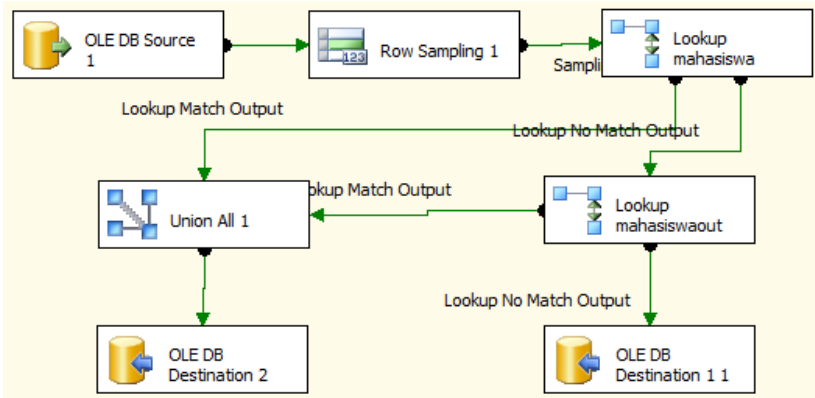 OLE DB Source
1
Row Sampling 1
Lookup
mahasiswa
Lookup Match Output
Lookup No Match Output
Union All 1
Match Output
Lookup
mahasiswaout
Lookup No Match Output
OLE DB
Destination 2
OLE DB
Destination 1 1